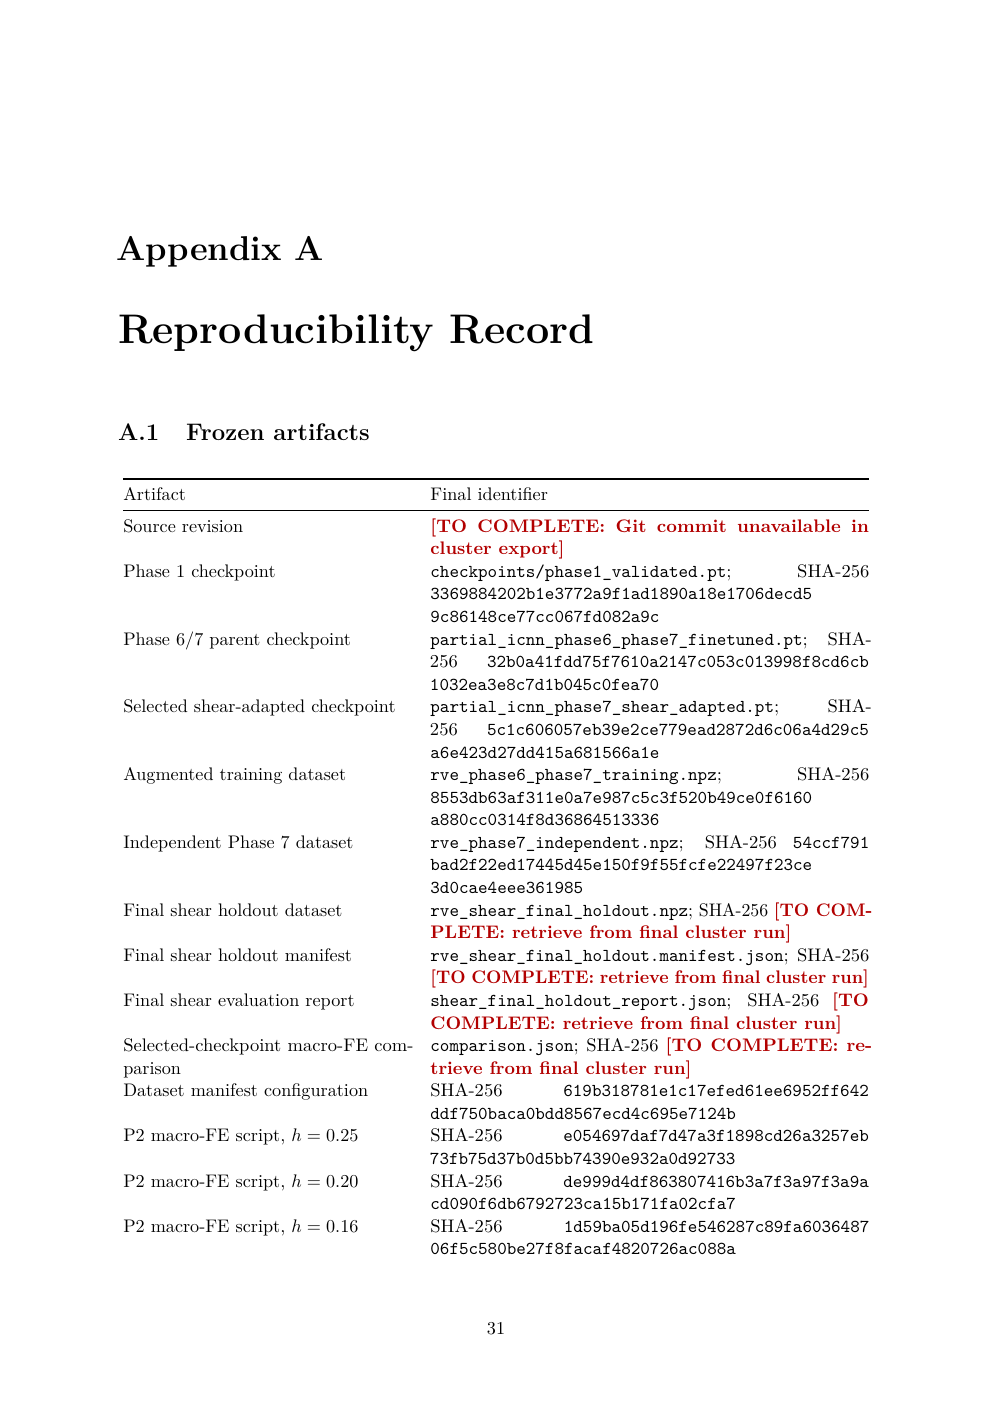 Appendix A
Reproducibility Record
A.1 Frozen artifacts
Artifact Final identifier
Source revision [TO COMPLETE: Git commit unavailable in
cluster export]
Phase 1 checkpoint checkpoints/phase1_validated.pt; SHA-256
3369884202b1e3772a9f1ad1890a18e1706decd5
9c86148ce77cc067fd082a9c
Phase 6/7 parent checkpoint partial_icnn_phase6_phase7_finetuned.pt; SHA-
256 32b0a41fdd75f7610a2147c053c013998f8cd6cb
1032ea3e8c7d1b045c0fea70
Selected shear-adapted checkpoint partial_icnn_phase7_shear_adapted.pt; SHA-
256 5c1c606057eb39e2ce779ead2872d6c06a4d29c5
a6e423d27dd415a681566a1e
Augmented training dataset rve_phase6_phase7_training.npz; SHA-256
8553db63af311e0a7e987c5c3f520b49ce0f6160
a880cc0314f8d36864513336
Independent Phase 7 dataset rve_phase7_independent.npz; SHA-256 54ccf791
bad2f22ed17445d45e150f9f55fcfe22497f23ce
3d0cae4eee361985
Final shear holdout dataset rve_shear_final_holdout.npz; SHA-256 [TO COM-
PLETE: retrieve from final cluster run]
Final shear holdout manifest rve_shear_final_holdout.manifest.json; SHA-256
[TO COMPLETE: retrieve from final cluster run]
Final shear evaluation report shear_final_holdout_report.json; SHA-256 [TO
COMPLETE: retrieve from final cluster run]
Selected-checkpoint macro-FE com- comparison.json; SHA-256 [TO COMPLETE: re-
parison trieve from final cluster run]
Dataset manifest configuration SHA-256 619b318781e1c17efed61ee6952ff642
ddf750baca0bdd8567ecd4c695e7124b
P2 macro-FE script, h = 0.25 SHA-256 e054697daf7d47a3f1898cd26a3257eb
73fb75d37b0d5bb74390e932a0d92733
P2 macro-FE script, h = 0.20 SHA-256 de999d4df863807416b3a7f3a97f3a9a
cd090f6db6792723ca15b171fa02cfa7
P2 macro-FE script, h = 0.16 SHA-256 1d59ba05d196fe546287c89fa6036487
06f5c580be27f8facaf4820726ac088a
31